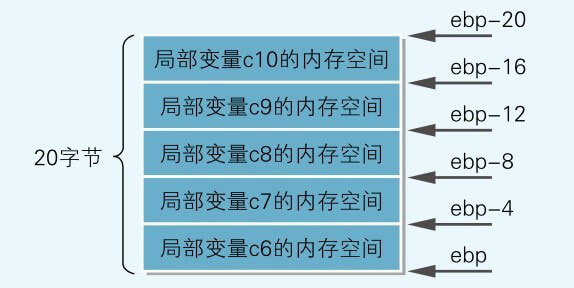 ebp-20
局部变量c10的内存空间
ebp-16
局部变量c9的内存空间
ebp-12
20字节
局部变量c8的内存空间
ebp-8
局部变量c7的内存空间
ebp-4
局部变量c6的内存空间
ebp